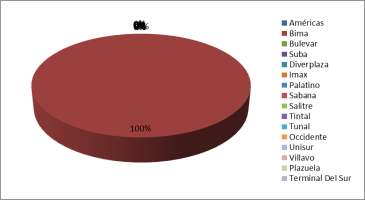 0%
100%
Américas
Bima
Bulevar
Suba
Diverplaza
Imax
Palatino
Sabana
Salitre
Tintal
Tunal
Occidente
Unisur
Villavo
Plazuela
Terminal Del Sur